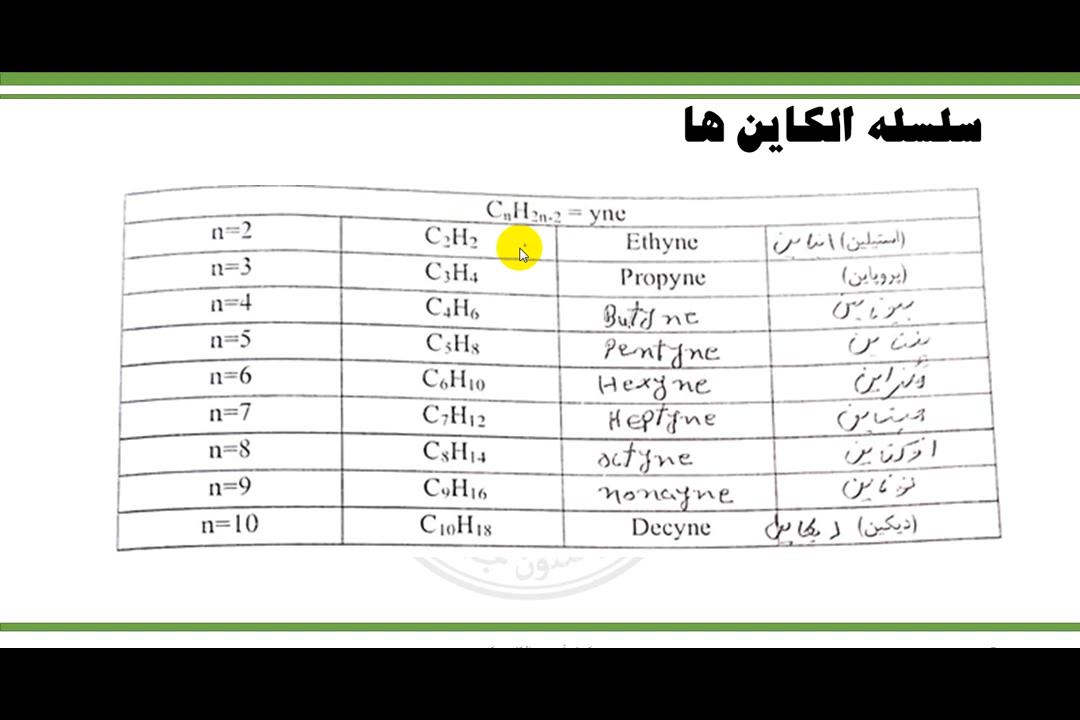 سلسله الکاین ها
CnH2n-2 = yne
n=2 C2H2 Ethyne (استیلین) ایتاین
n=3 C3H4 Propyne (پروپاین)
n=4 C4H6 Butyne بیوتاین
n=5 C5H8 Pentyne پنتاین
n=6 C6H10 Hexyne
n=7 C7H12 Heptyne هپتاین
n=8 C8H14 octyne اوکتاین
n=9 C9H16 nonayne نوناین
n=10 C10H18 Decyne (دیکین) دیکاین